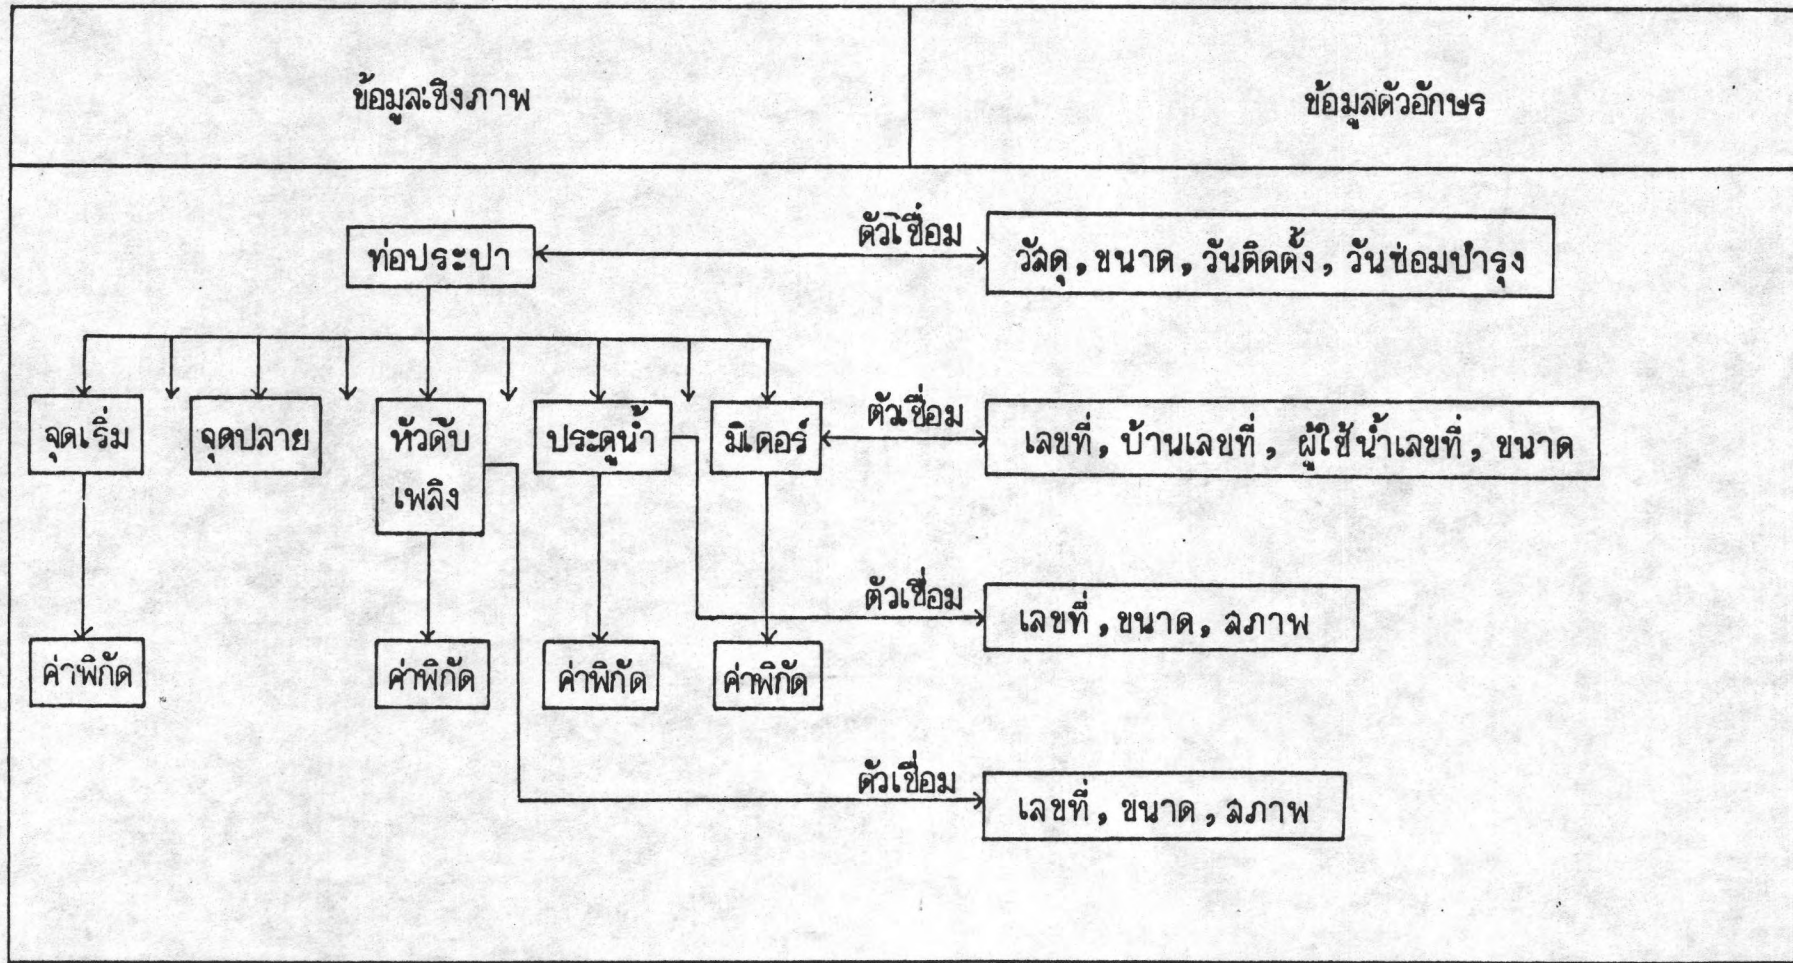 ข้อมูลเชิงภาพ
ข้อมูลตัวอักษร
ท่อประปา
ตัวเชื่อม
วัสดุ, ขนาด, วันติดตั้ง, วันซ่อมบำรุง
จุดเริ่ม
จุดปลาย
หัวดับ
เพลิง
ประตูน้ำ
มิเตอร์
ตัวเชื่อม
เลขที่, บ้านเลขที่, ผู้ใช้น้ำเลขที่, ขนาด
ตัวเชื่อม
เลขที่, ขนาด, สภาพ
ค่าพิกัด
ค่าพิกัด
ค่าพิกัด
ค่าพิกัด
ตัวเชื่อม
เลขที่, ขนาด, สภาพ